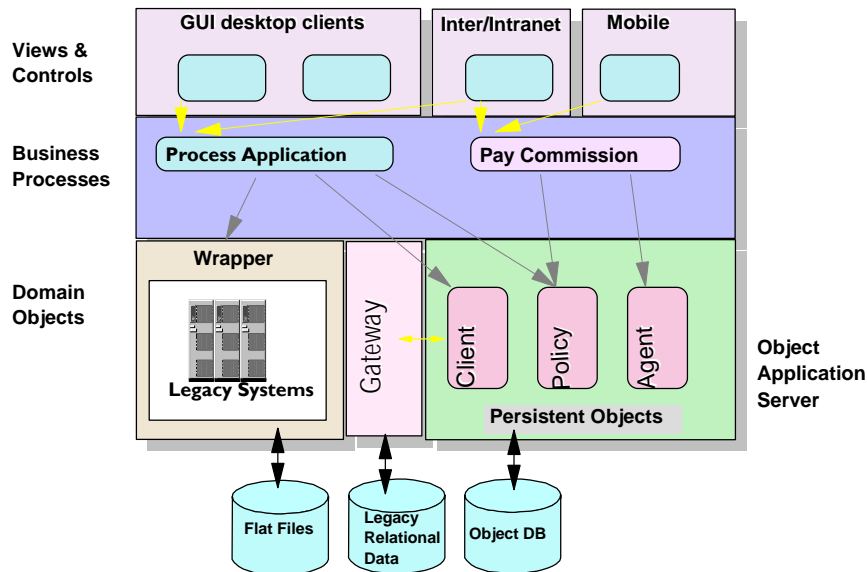 GUI desktop clients
Inter/Intranet
Mobile
Views &
Controls
Business
Processes
Process Application
Pay Commission
Wrapper
Domain
Objects
Legacy Systems
Gateway
Client
Policy
Agent
Persistent Objects
Object
Application
Server
Flat Files
Legacy
Relational
Data
Object DB